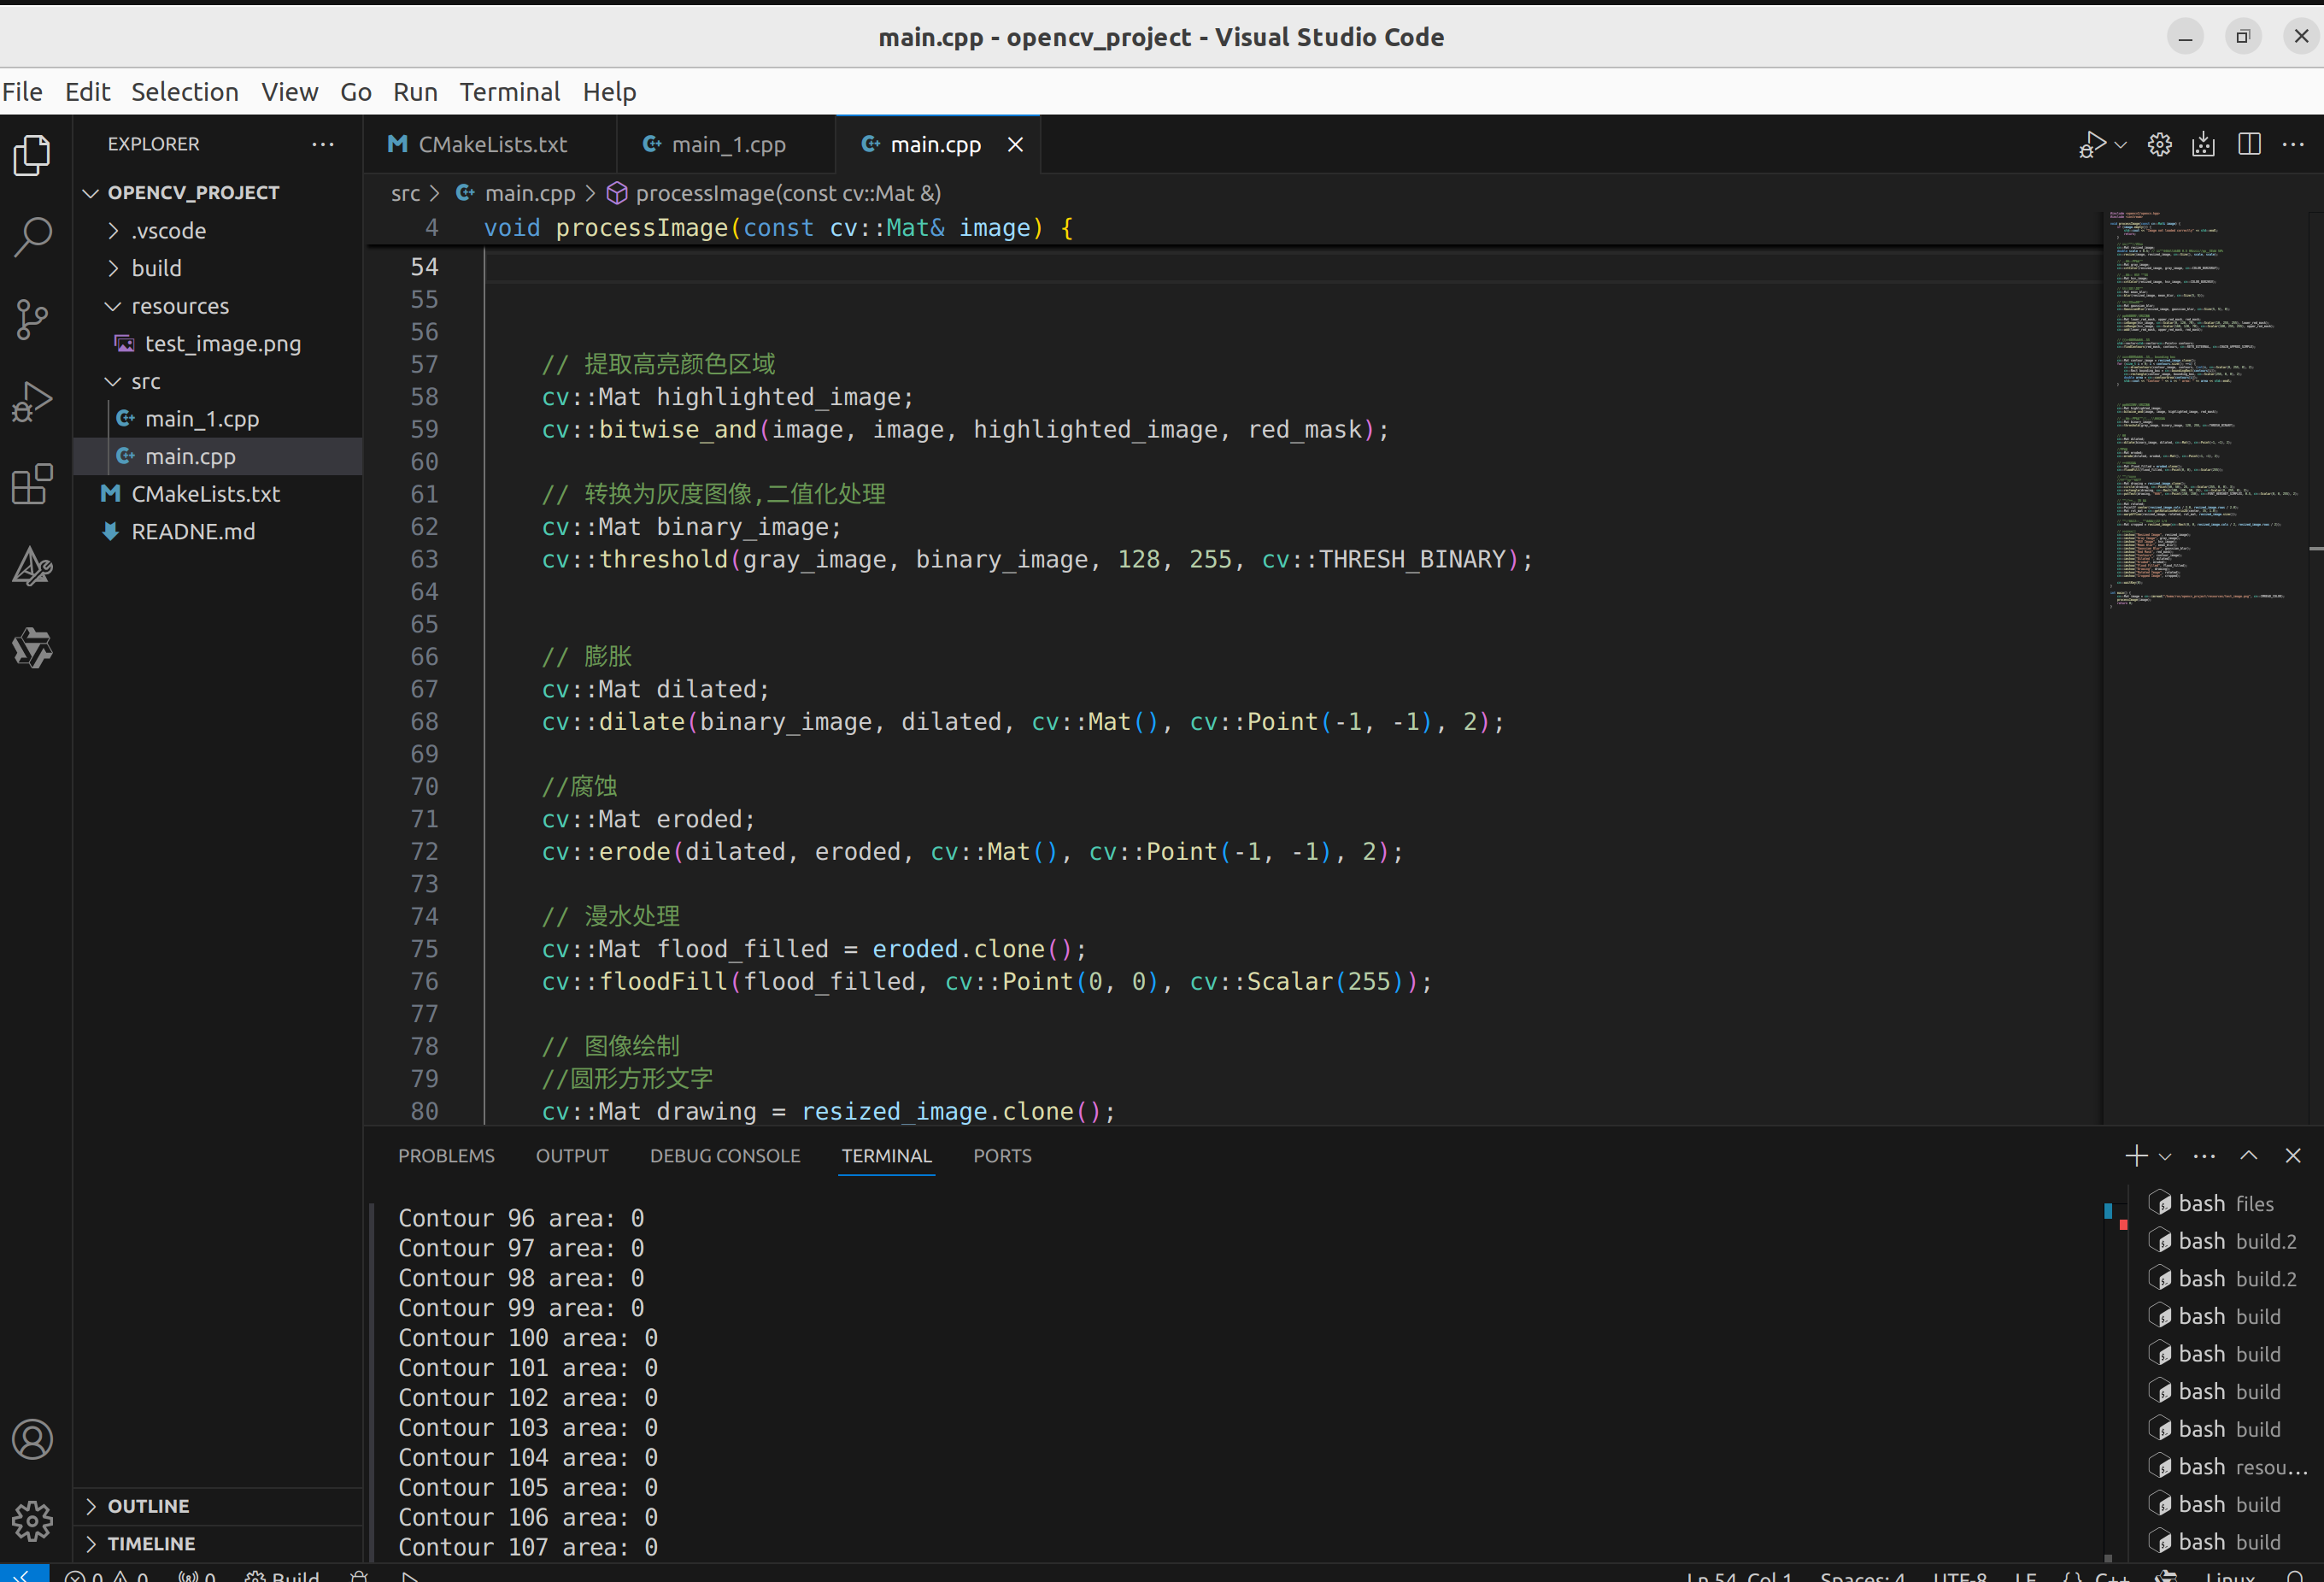 main.cpp - opencv_project - Visual Studio Code
File Edit Selection View Go Run Terminal Help
EXPLORER
OPENCV_PROJECT
.vscode
build
resources
test_image.png
src
main_1.cpp
main.cpp
CMakeLists.txt
READNE.md
OUTLINE
TIMELINE
CMakeLists.txt main_1.cpp main.cpp
src > main.cpp > processImage(const cv::Mat &)
4 void processImage(const cv::Mat& image) {
54
55
56
57 // 提取高亮颜色区域
58 cv::Mat highlighted_image;
59 cv::bitwise_and(image, image, highlighted_image, red_mask);
60
61 // 转换为灰度图像,二值化处理
62 cv::Mat binary_image;
63 cv::threshold(gray_image, binary_image, 128, 255, cv::THRESH_BINARY);
64
65
66 // 膨胀
67 cv::Mat dilated;
68 cv::dilate(binary_image, dilated, cv::Mat(), cv::Point(-1, -1), 2);
69
70 //腐蚀
71 cv::Mat eroded;
72 cv::erode(dilated, eroded, cv::Mat(), cv::Point(-1, -1), 2);
73
74 // 漫水处理
75 cv::Mat flood_filled = eroded.clone();
76 cv::floodFill(flood_filled, cv::Point(0, 0), cv::Scalar(255));
77
78 // 图像绘制
79 //圆形方形文字
80 cv::Mat drawing = resized_image.clone();
PROBLEMS OUTPUT DEBUG CONSOLE TERMINAL PORTS
Contour 96 area: 0
Contour 97 area: 0
Contour 98 area: 0
Contour 99 area: 0
Contour 100 area: 0
Contour 101 area: 0
Contour 102 area: 0
Contour 103 area: 0
Contour 104 area: 0
Contour 105 area: 0
Contour 106 area: 0
Contour 107 area: 0
bash files
bash build.2
bash build.2
bash build
bash build
bash build
bash build
bash resou…
bash build
bash build
0 0 0 Build Ln 54, Col 1 Spaces: 4 UTF-8 LF {} C++ Linux